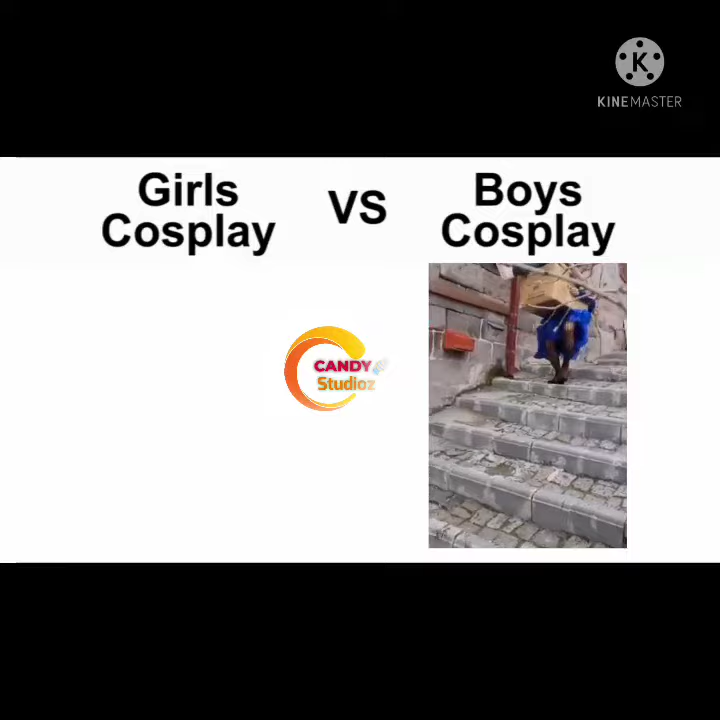 K
KINEMASTER
Girls
Cosplay
VS
Boys
Cosplay
CANDY
Studioz